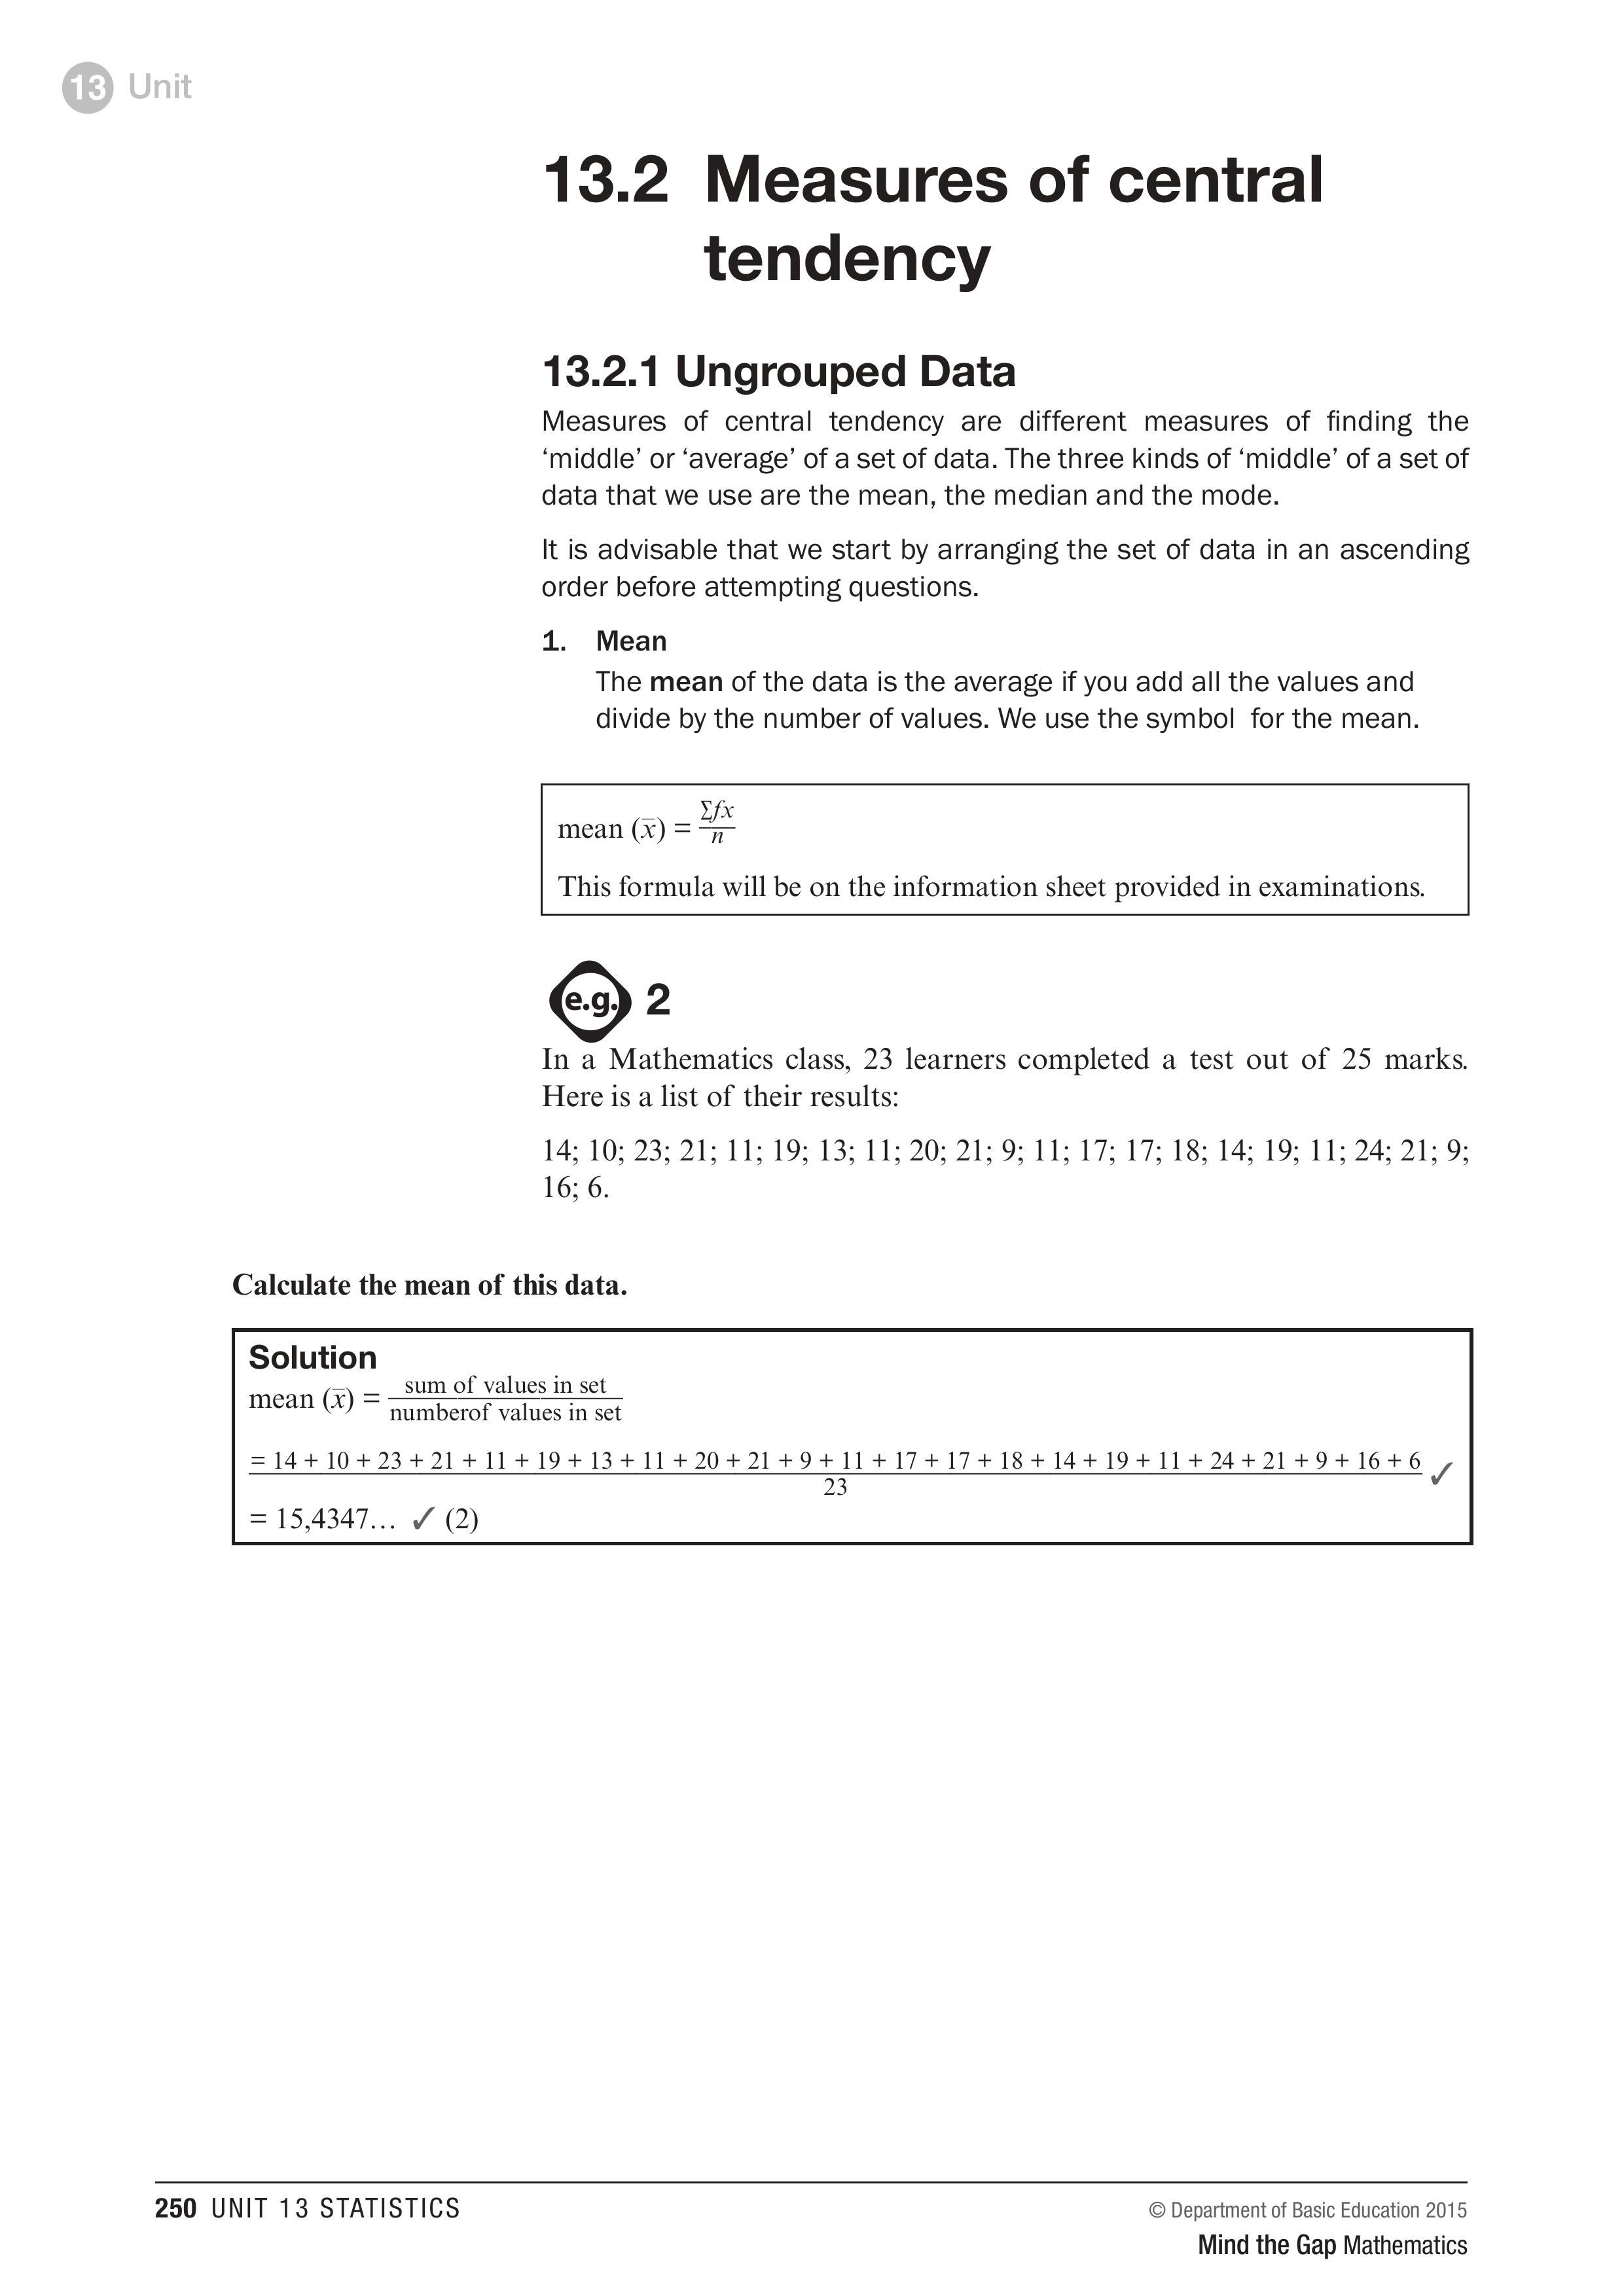 13 Unit
13.2 Measures of central
tendency
13.2.1 Ungrouped Data
Measures of central tendency are different measures of finding the
‘middle’ or ‘average’ of a set of data. The three kinds of ‘middle’ of a set of
data that we use are the mean, the median and the mode.
It is advisable that we start by arranging the set of data in an ascending
order before attempting questions.
1. Mean
The mean of the data is the average if you add all the values and
divide by the number of values. We use the symbol for the mean.
mean (x̅) = ∑fx / n
This formula will be on the information sheet provided in examinations.
e.g. 2
In a Mathematics class, 23 learners completed a test out of 25 marks.
Here is a list of their results:
14; 10; 23; 21; 11; 19; 13; 11; 20; 21; 9; 11; 17; 17; 18; 14; 19; 11; 24; 21; 9;
16; 6.
Calculate the mean of this data.
Solution
mean (x̅) = sum of values in set / numberof values in set
= 14 + 10 + 23 + 21 + 11 + 19 + 13 + 11 + 20 + 21 + 9 + 11 + 17 + 17 + 18 + 14 + 19 + 11 + 24 + 21 + 9 + 16 + 6 ✓
23
= 15,4347… ✓ (2)
250 UNIT 13 STATISTICS
© Department of Basic Education 2015
Mind the Gap Mathematics